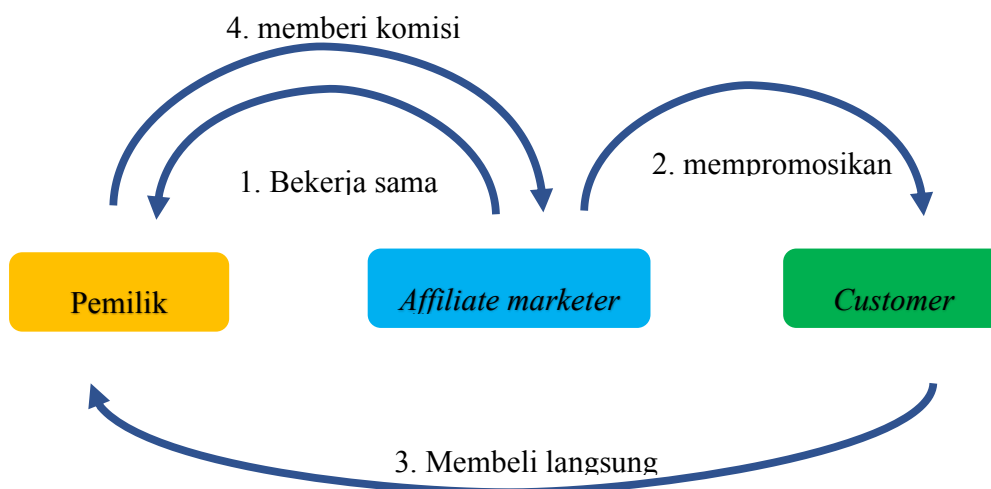 4. memberi komisi
1. Bekerja sama
2. mempromosikan
Pemilik
Affiliate marketer
Customer
3. Membeli langsung